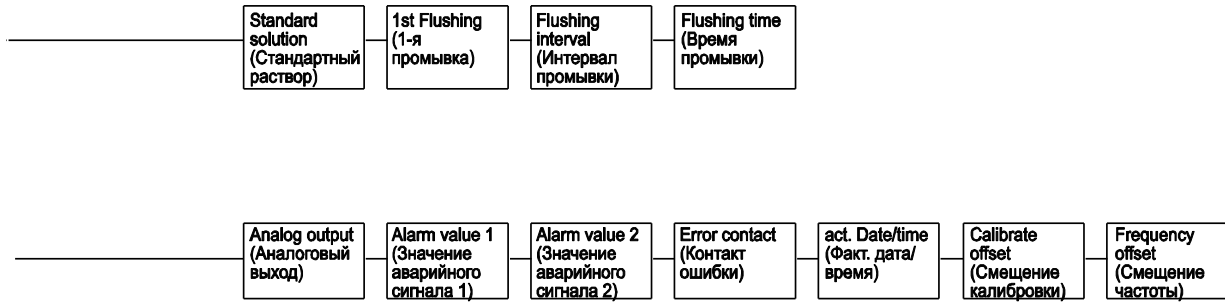 Standard
solution
(Стандартный
раствор)
1st Flushing
(1-я
промывка)
Flushing
interval
(Интервал
промывки)
Flushing time
(Время
промывки)
Analog output
(Аналоговый
выход)
Alarm value 1
(Значение
аварийного
сигнала 1)
Alarm value 2
(Значение
аварийного
сигнала 2)
Error contact
(Контакт
ошибки)
act. Date/time
(Факт. дата/
время)
Calibrate
offset
(Смещение
калибровки)
Frequency
offset
(Смещение
частоты)